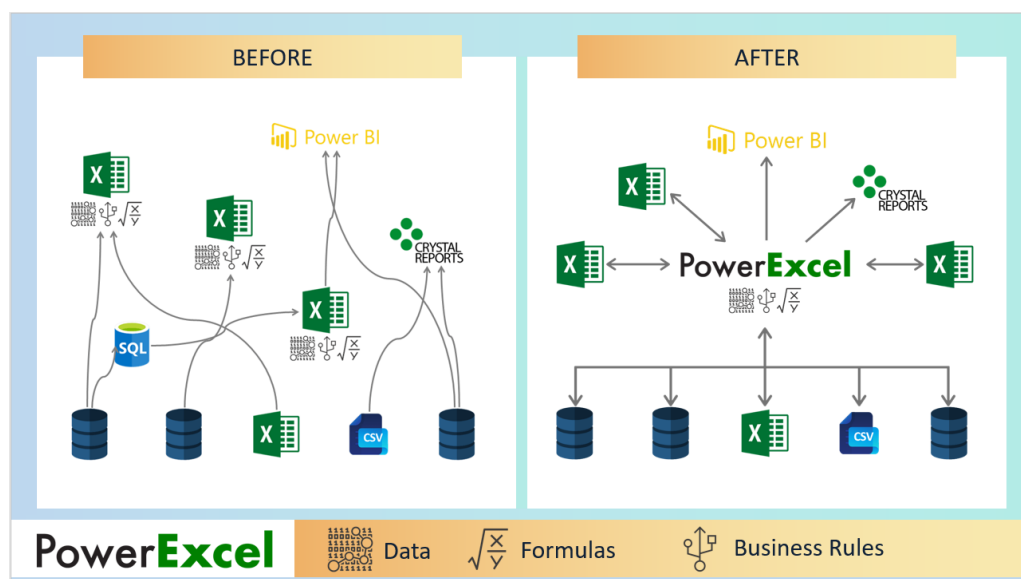 BEFORE
AFTER
Power BI
Power BI
X
X
CRYSTAL
REPORTS
X
CRYSTAL
REPORTS
X
X
X
PowerExcel
X
Y
X
Y
X
Y
X
Y
SQL
X
CSV
X
CSV
PowerExcel
Data
X
Y
Formulas
Business Rules